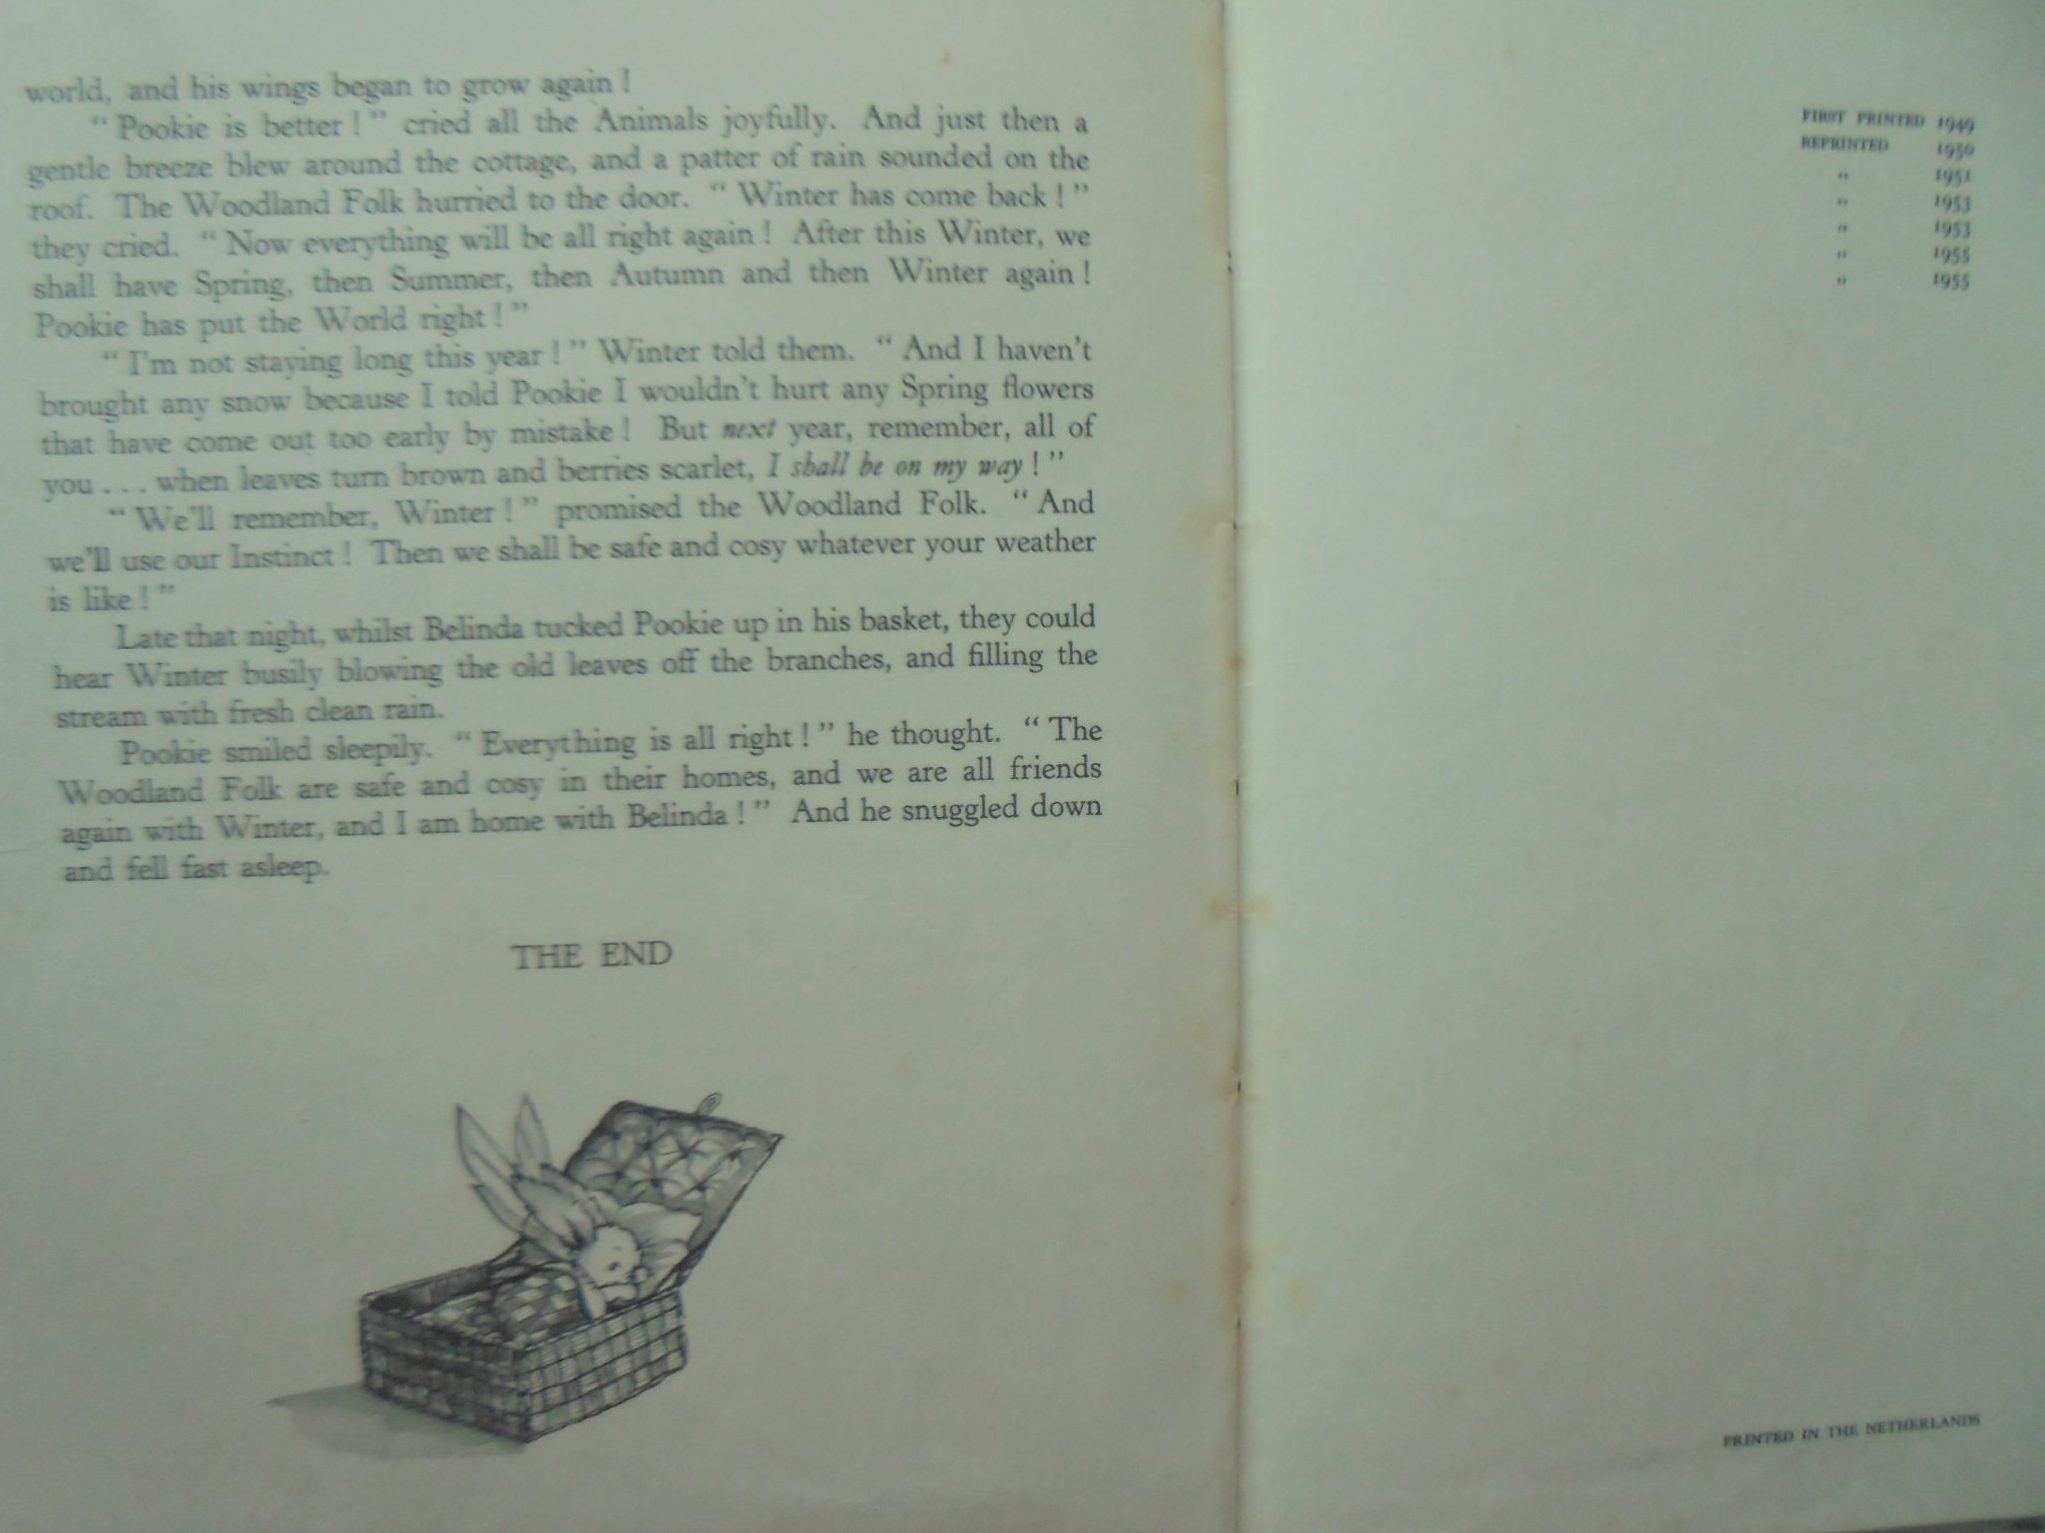 world, and his wings began to grow again !
“ Pookie is better ! ” cried all the Animals joyfully. And just then a
gentle breeze blew around the cottage, and a patter of rain sounded on the
roof. The Woodland Folk hurried to the door. “ Winter has come back ! ”
they cried. “ Now everything will be all right again ! After this Winter, we
shall have Spring, then Summer, then Autumn and then Winter again !
Pookie has put the World right ! ”
“ I'm not staying long this year ! ” Winter told them. “ And I haven't
brought any snow because I told Pookie I wouldn't hurt any Spring flowers
that have come out too early by mistake ! But next year, remember, all of
you . . . when leaves turn brown and berries scarlet, I shall be on my way ! ”
“ We'll remember, Winter ! ” promised the Woodland Folk. “ And
we'll use our Instinct ! Then we shall be safe and cosy whatever your weather
is like ! ”
Late that night, whilst Belinda tucked Pookie up in his basket, they could
hear Winter busily blowing the old leaves off the branches, and filling the
stream with fresh clean rain.
Pookie smiled sleepily. “ Everything is all right ! ” he thought. “ The
Woodland Folk are safe and cosy in their homes, and we are all friends
again with Winter, and I am home with Belinda ! ” And he snuggled down
and fell fast asleep.
THE END
FIRST PRINTED 1949
REPRINTED 1950
" 1951
" 1953
" 1953
" 1955
" 1955
PRINTED IN THE NETHERLANDS